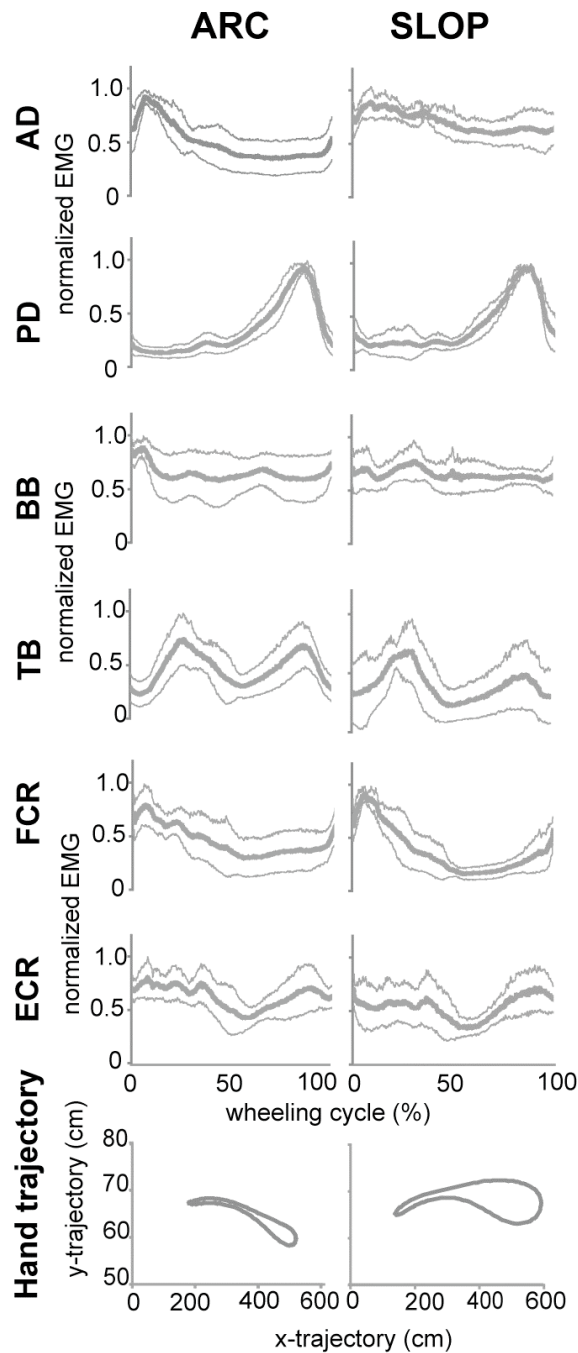 ARC SLOP
AD
normalized EMG
1.0
0.5
0
PD
1.0
0.5
0
BB
normalized EMG
1.0
0.5
0
TB
1.0
0.5
0
FCR
normalized EMG
1.0
0.5
0
ECR
1.0
0.5
0
0 50 100 0 50 100
wheeling cycle (%)
Hand trajectory
y-trajectory (cm)
80
70
60
50
0 200 400 600 0 200 400 600
x-trajectory (cm)